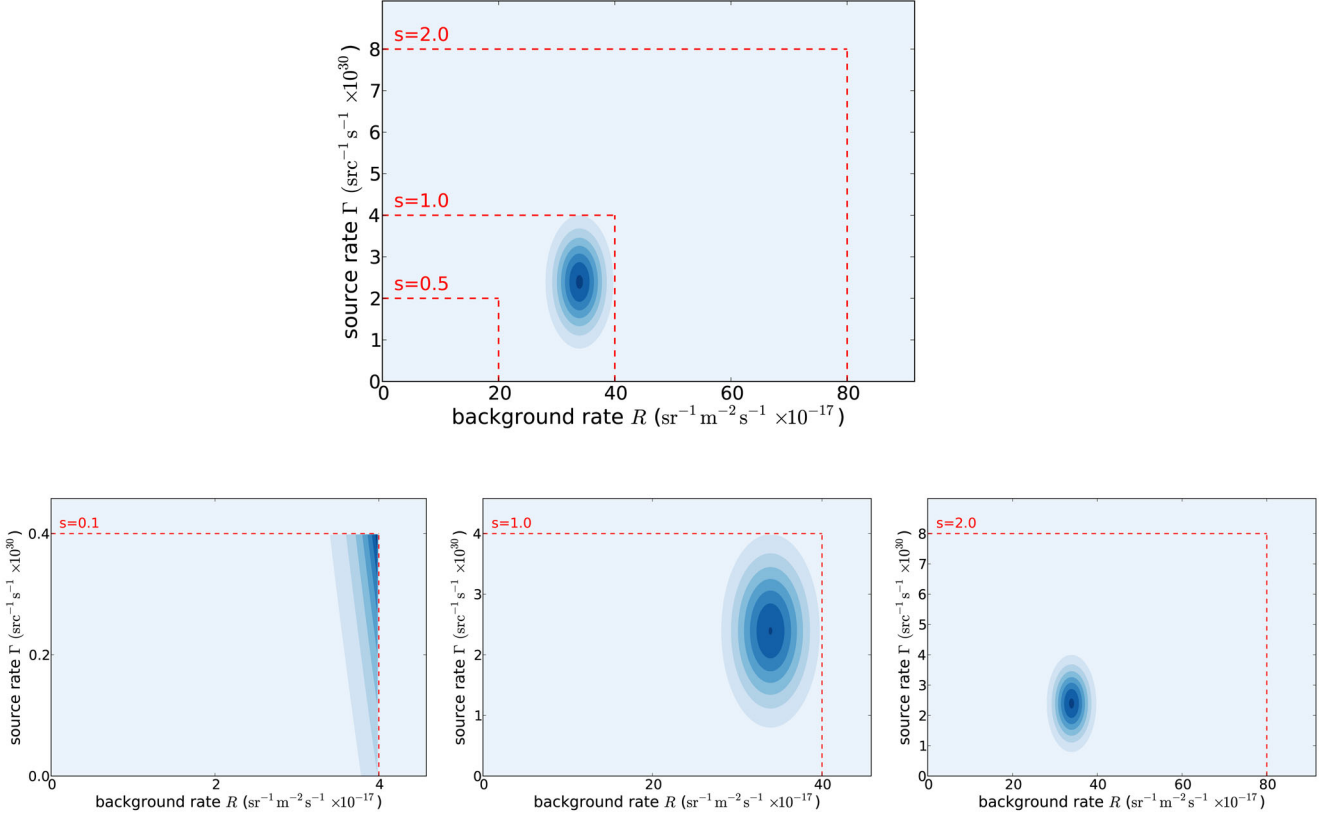 source rate Γ (src⁻¹ s⁻¹ ×10³⁰)
8
7
6
5
4
3
2
1
0
s=2.0
s=1.0
s=0.5
0 20 40 60 80
background rate R (sr⁻¹ m⁻² s⁻¹ ×10⁻¹⁷)
source rate Γ (src⁻¹ s⁻¹ ×10³⁰)
0.4
0.2
0.0
s=0.1
0 2 4
background rate R (sr⁻¹ m⁻² s⁻¹ ×10⁻¹⁷)
source rate Γ (src⁻¹ s⁻¹ ×10³⁰)
4
3
2
1
0
s=1.0
20 40
background rate R (sr⁻¹ m⁻² s⁻¹ ×10⁻¹⁷)
source rate Γ (src⁻¹ s⁻¹ ×10³⁰)
8
7
6
5
4
3
2
1
0
s=2.0
0 20 40 60 80
background rate R (sr⁻¹ m⁻² s⁻¹ ×10⁻¹⁷)